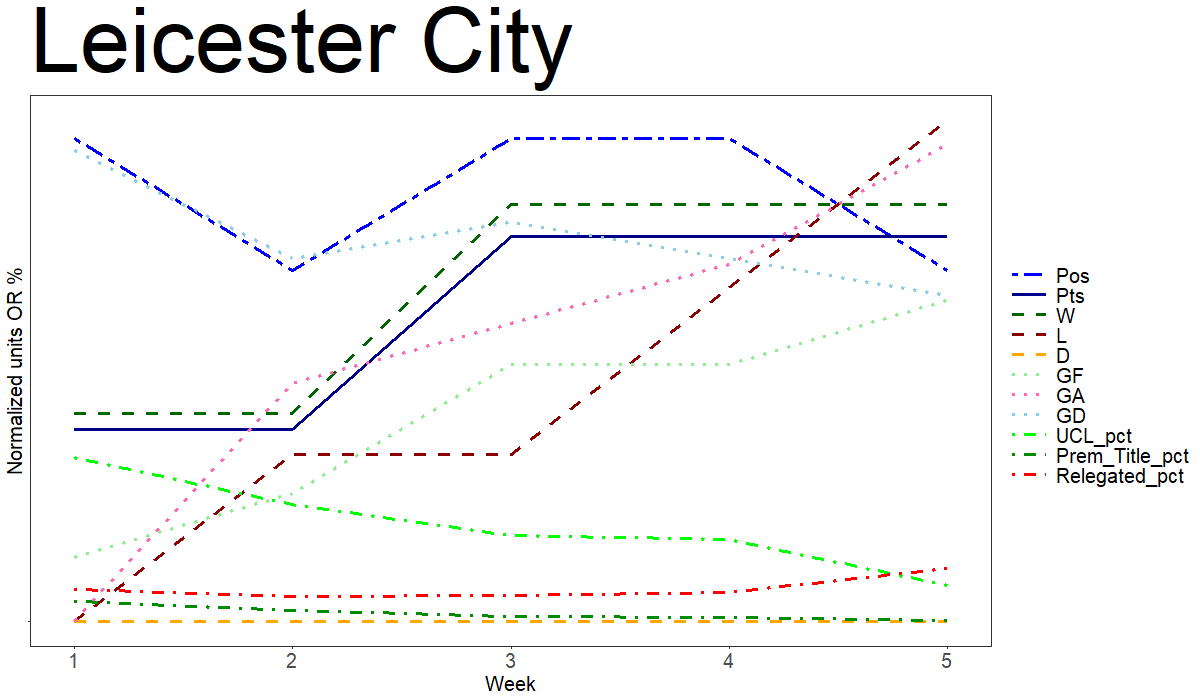 Leicester City
Normalized units OR %
Pos
Pts
W
L
D
GF
GA
GD
UCL_pct
Prem_Title_pct
Relegated_pct
1 2 3 4 5
Week